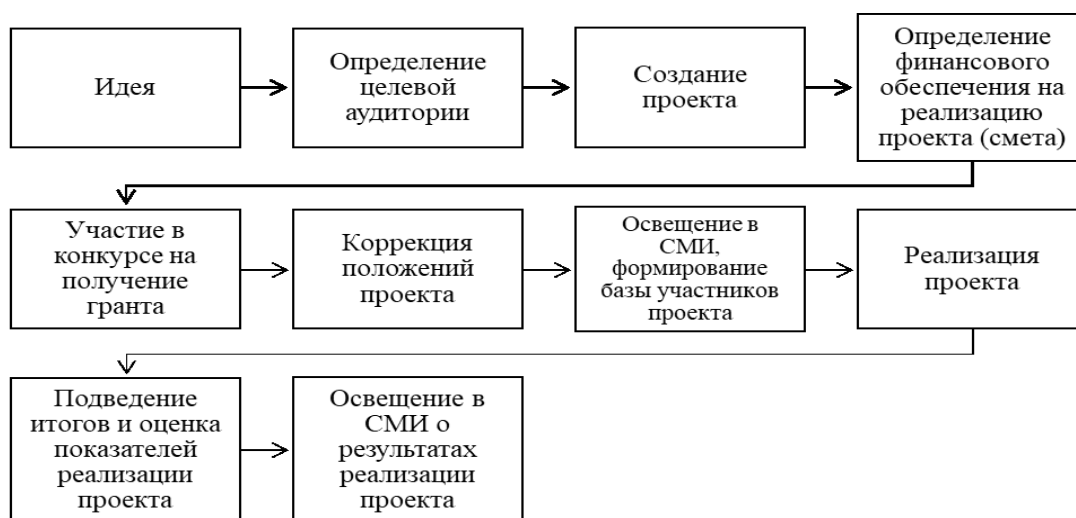 Идея
Определение
целевой
аудитории
Создание
проекта
Определение
финансового
обеспечения на
реализацию
проекта (смета)
Участие в
конкурсе на
получение
гранта
Коррекция
положений
проекта
Освещение в
СМИ,
формирование
базы участников
проекта
Реализация
проекта
Подведение
итогов и оценка
показателей
реализации
проекта
Освещение в
СМИ о
результатах
реализации
проекта